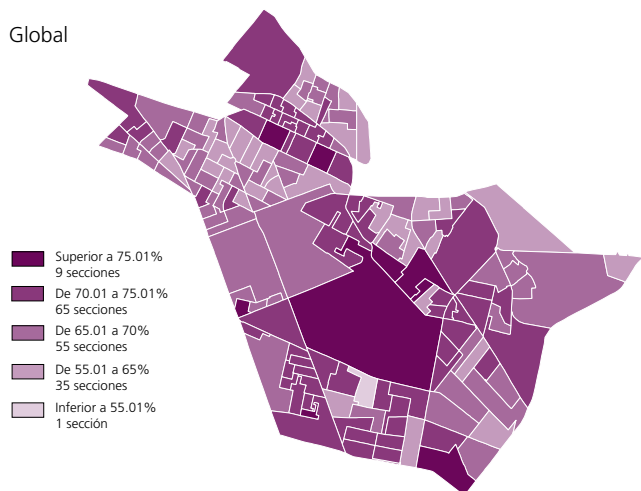 Global
Superior a 75.01%
9 secciones
De 70.01 a 75.01%
65 secciones
De 65.01 a 70%
55 secciones
De 55.01 a 65%
35 secciones
Inferior a 55.01%
1 sección